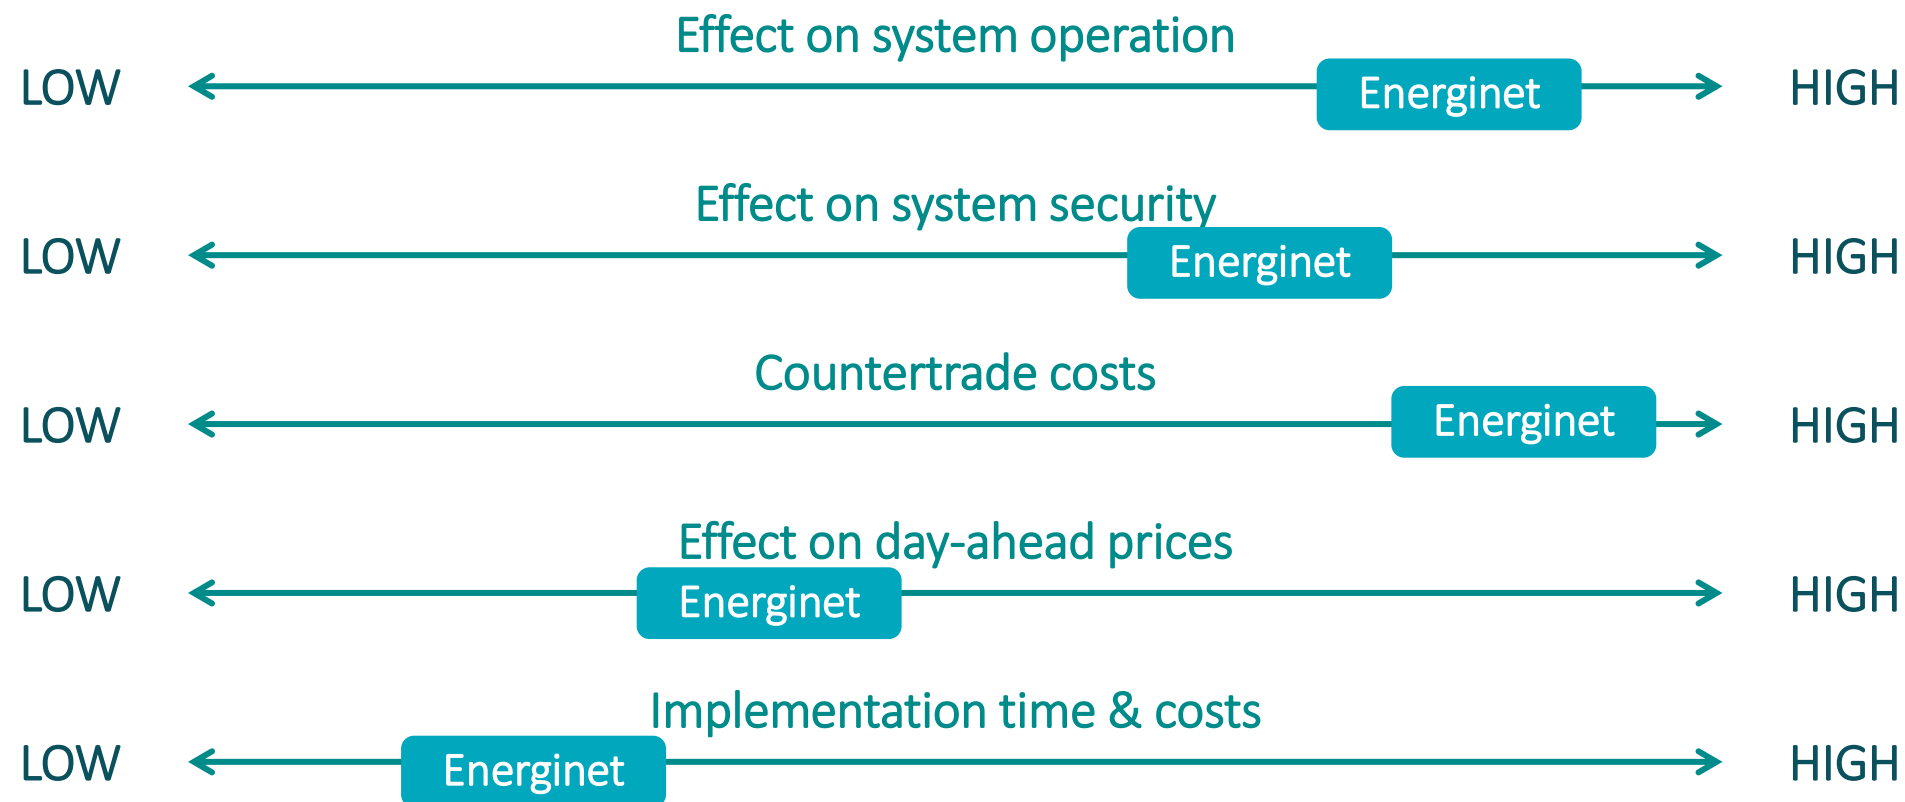 Effect on system operation
LOW Energinet HIGH
Effect on system security
LOW Energinet HIGH
Countertrade costs
LOW Energinet HIGH
Effect on day-ahead prices
LOW Energinet HIGH
Implementation time & costs
LOW Energinet HIGH